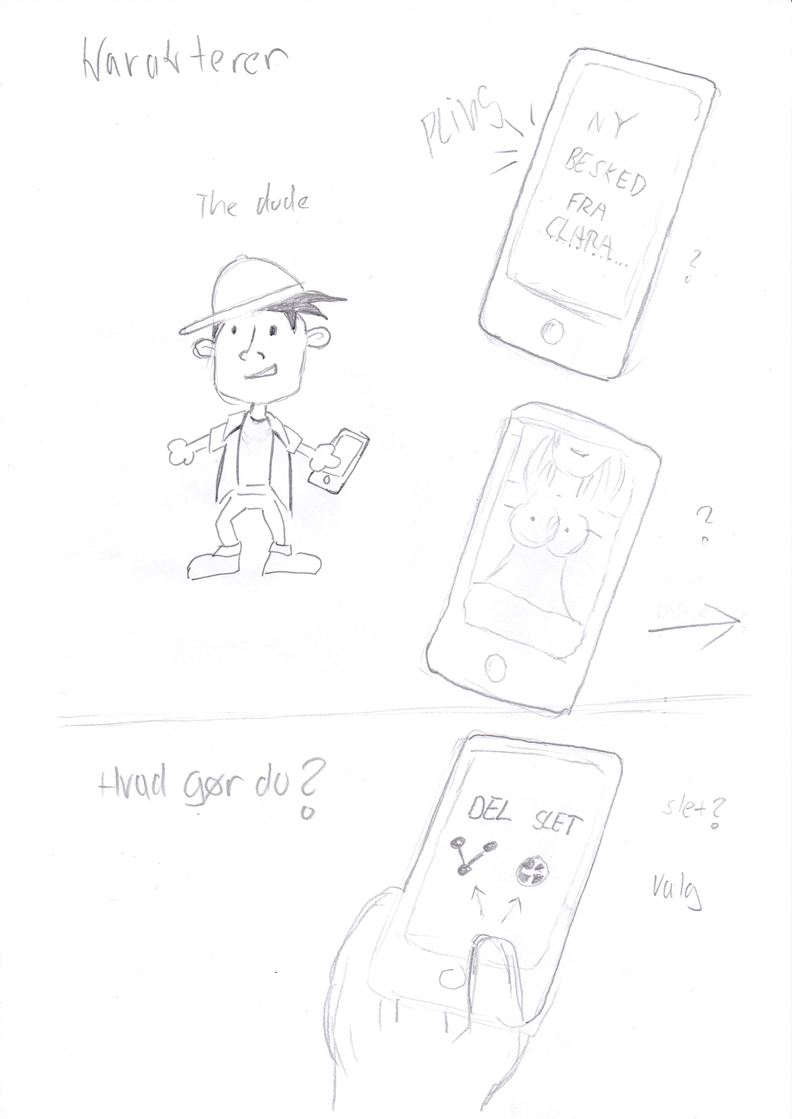 Karakterer
PLiNG
NY
BESKED
FRA
CLARA...
The dude
?
?
Hvad gør du?
DEL SLET
slet?
Valg